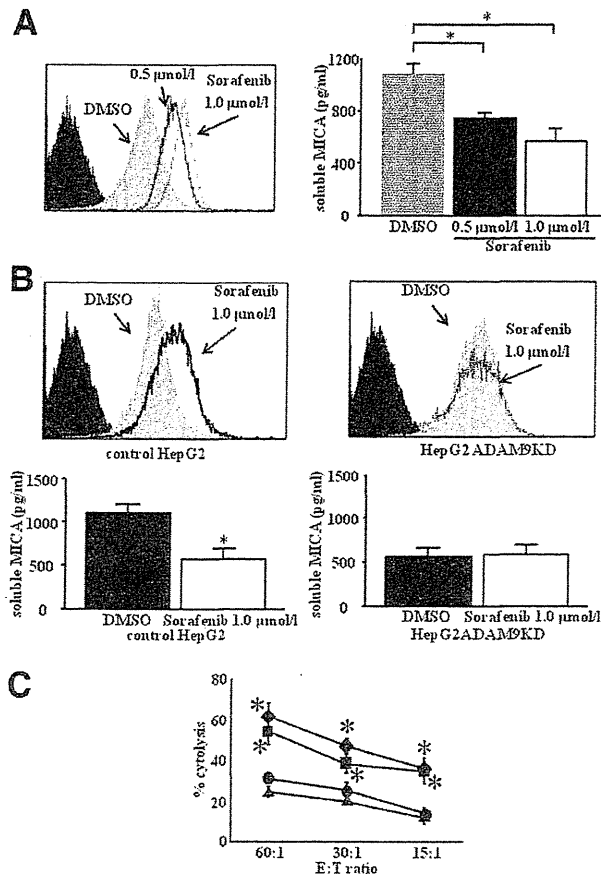 A
0.5 µmol/l
Sorafenib
1.0 µmol/l
DMSO
*
*
soluble MICA (pg/ml)
1200
800
400
0
DMSO
0.5 µmol/l 1.0 µmol/l
Sorafenib
B
DMSO
Sorafenib
1.0 µmol/l
control HepG2
DMSO
Sorafenib
1.0 µmol/l
HepG2ADAM9KD
soluble MICA (pg/ml)
1500
1000
500
0
*
DMSO Sorafenib 1.0 µmol/l
control HepG2
soluble MICA (pg/ml)
1500
1000
500
0
DMSO Sorafenib 1.0 µmol/l
HepG2ADAM9KD
C
% cytolysis
80
60
40
20
0
* * *
* * *
60:1 30:1 15:1
E:T ratio